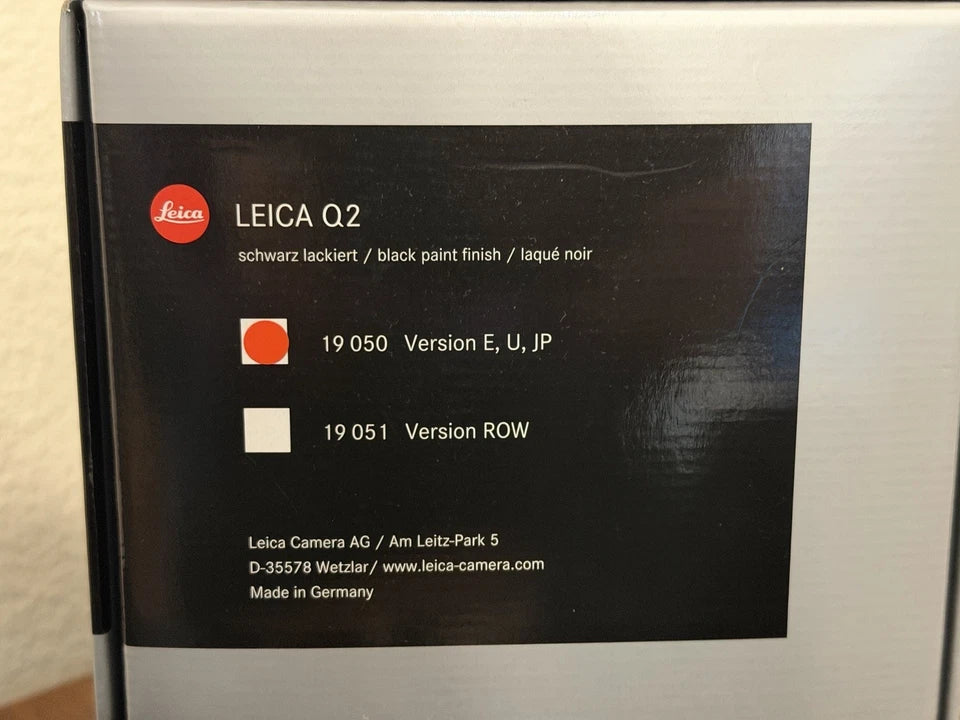 Leica LEICA Q2
schwarz lackiert / black paint finish / laqué noir
19 050 Version E, U, JP
19 051 Version ROW
Leica Camera AG / Am Leitz-Park 5
D-35578 Wetzlar/ www.leica-camera.com
Made in Germany